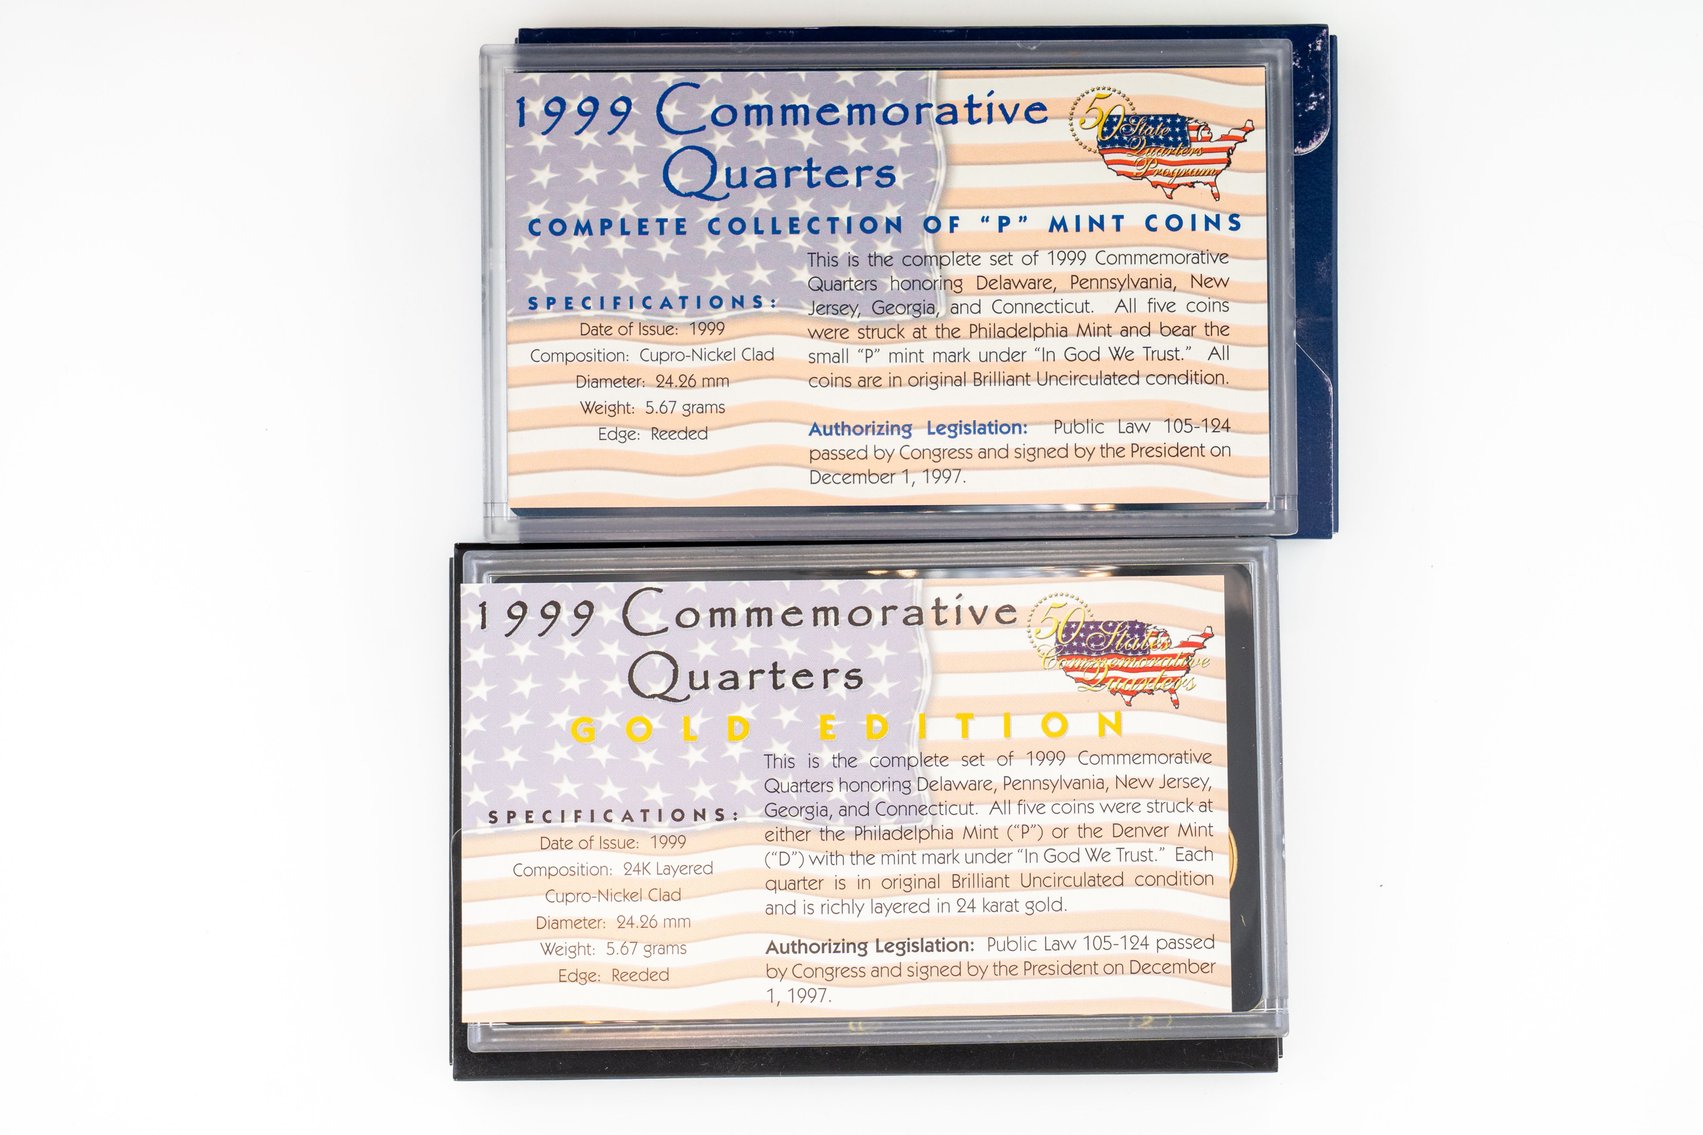 1999 Commemorative
Quarters
50 State
Quarters
Program
COMPLETE COLLECTION OF “P” MINT COINS
SPECIFICATIONS:
Date of Issue: 1999
Composition: Cupro-Nickel Clad
Diameter: 24.26 mm
Weight: 5.67 grams
Edge: Reeded
This is the complete set of 1999 Commemorative
Quarters honoring Delaware, Pennsylvania, New
Jersey, Georgia, and Connecticut. All five coins
were struck at the Philadelphia Mint and bear the
small “P” mint mark under “In God We Trust.” All
coins are in original Brilliant Uncirculated condition.
Authorizing Legislation: Public Law 105-124
passed by Congress and signed by the President on
December 1, 1997.
1999 Commemorative
Quarters
50 States
Commemorative
Quarters
GOLD EDITION
SPECIFICATIONS:
Date of Issue: 1999
Composition: 24K Layered
Cupro-Nickel Clad
Diameter: 24.26 mm
Weight: 5.67 grams
Edge: Reeded
This is the complete set of 1999 Commemorative
Quarters honoring Delaware, Pennsylvania, New Jersey,
Georgia, and Connecticut. All five coins were struck at
either the Philadelphia Mint (“P”) or the Denver Mint
(“D”) with the mint mark under “In God We Trust.” Each
quarter is in original Brilliant Uncirculated condition
and is richly layered in 24 karat gold.
Authorizing Legislation: Public Law 105-124 passed
by Congress and signed by the President on December
1, 1997.